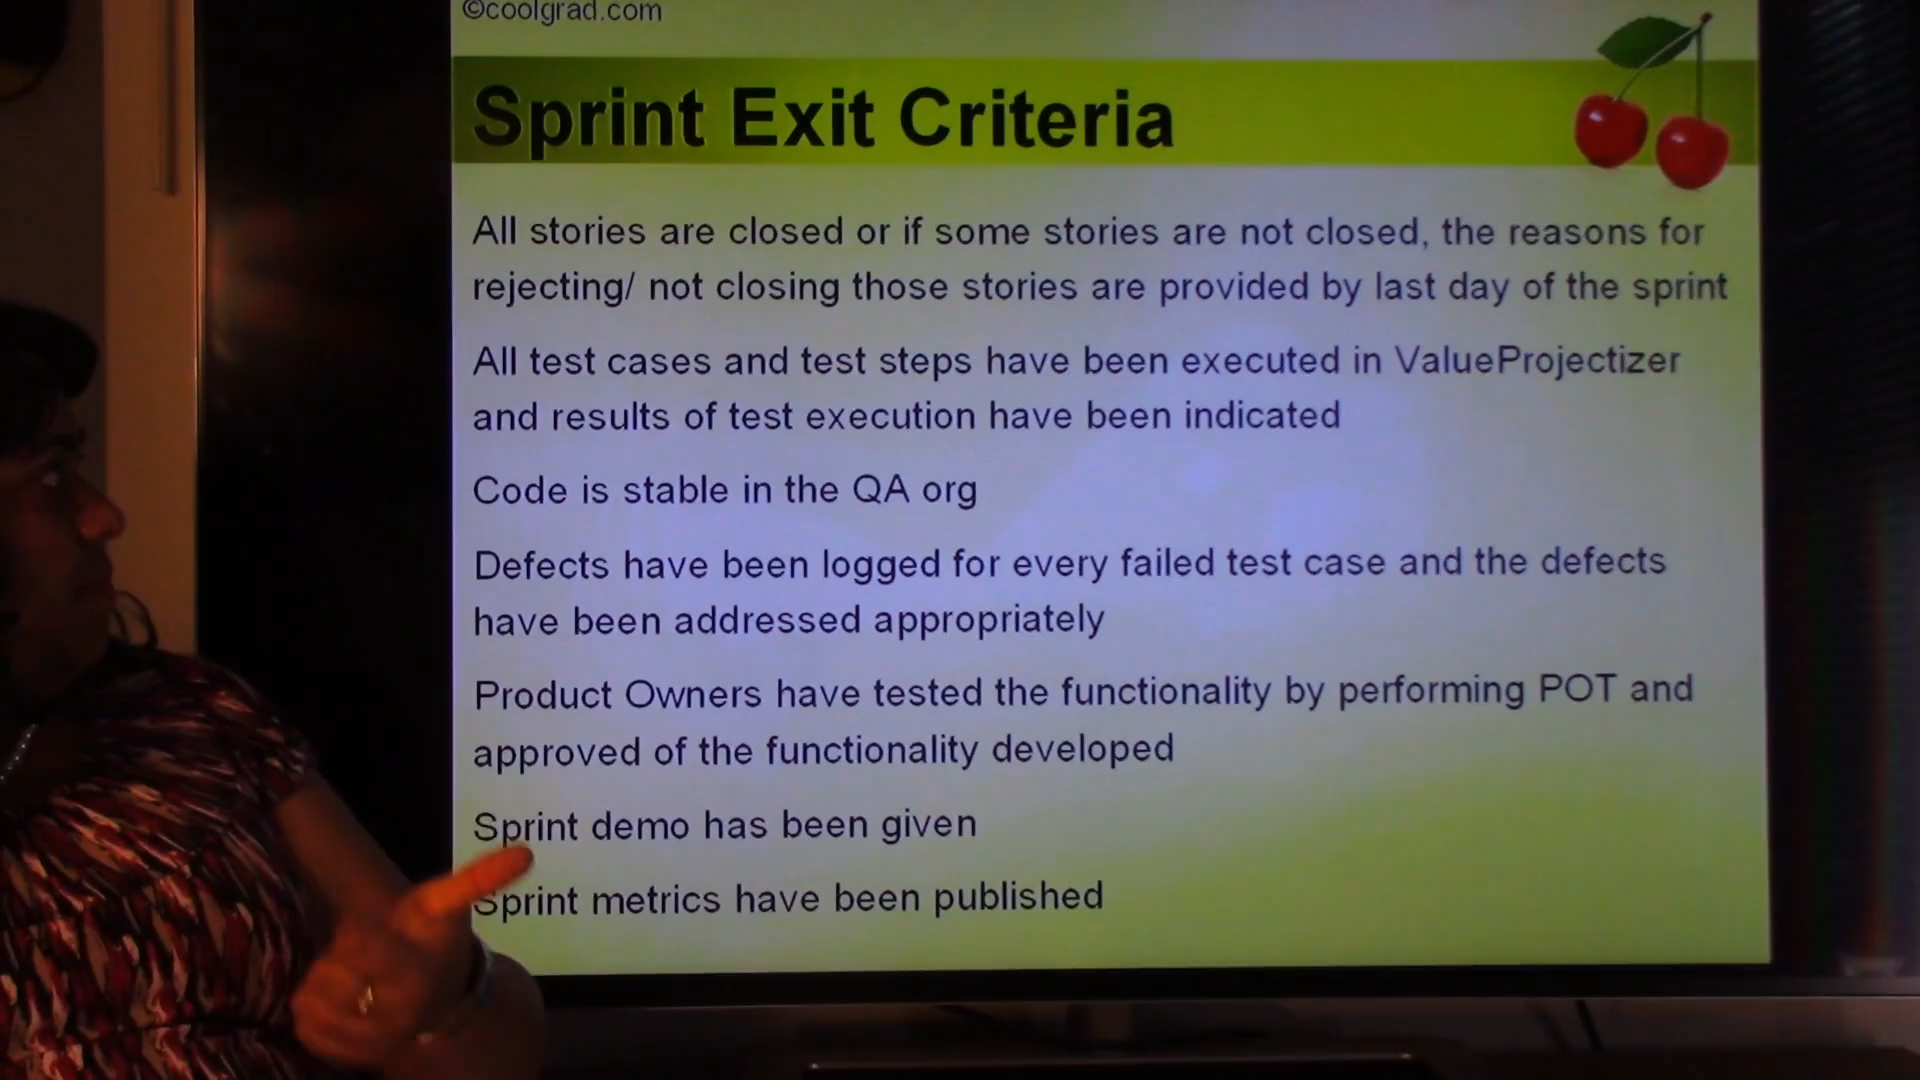 ©coolgrad.com
Sprint Exit Criteria
All stories are closed or if some stories are not closed, the reasons for
rejecting/ not closing those stories are provided by last day of the sprint
All test cases and test steps have been executed in ValueProjectizer
and results of test execution have been indicated
Code is stable in the QA org
Defects have been logged for every failed test case and the defects
have been addressed appropriately
Product Owners have tested the functionality by performing POT and
approved of the functionality developed
Sprint demo has been given
Sprint metrics have been published